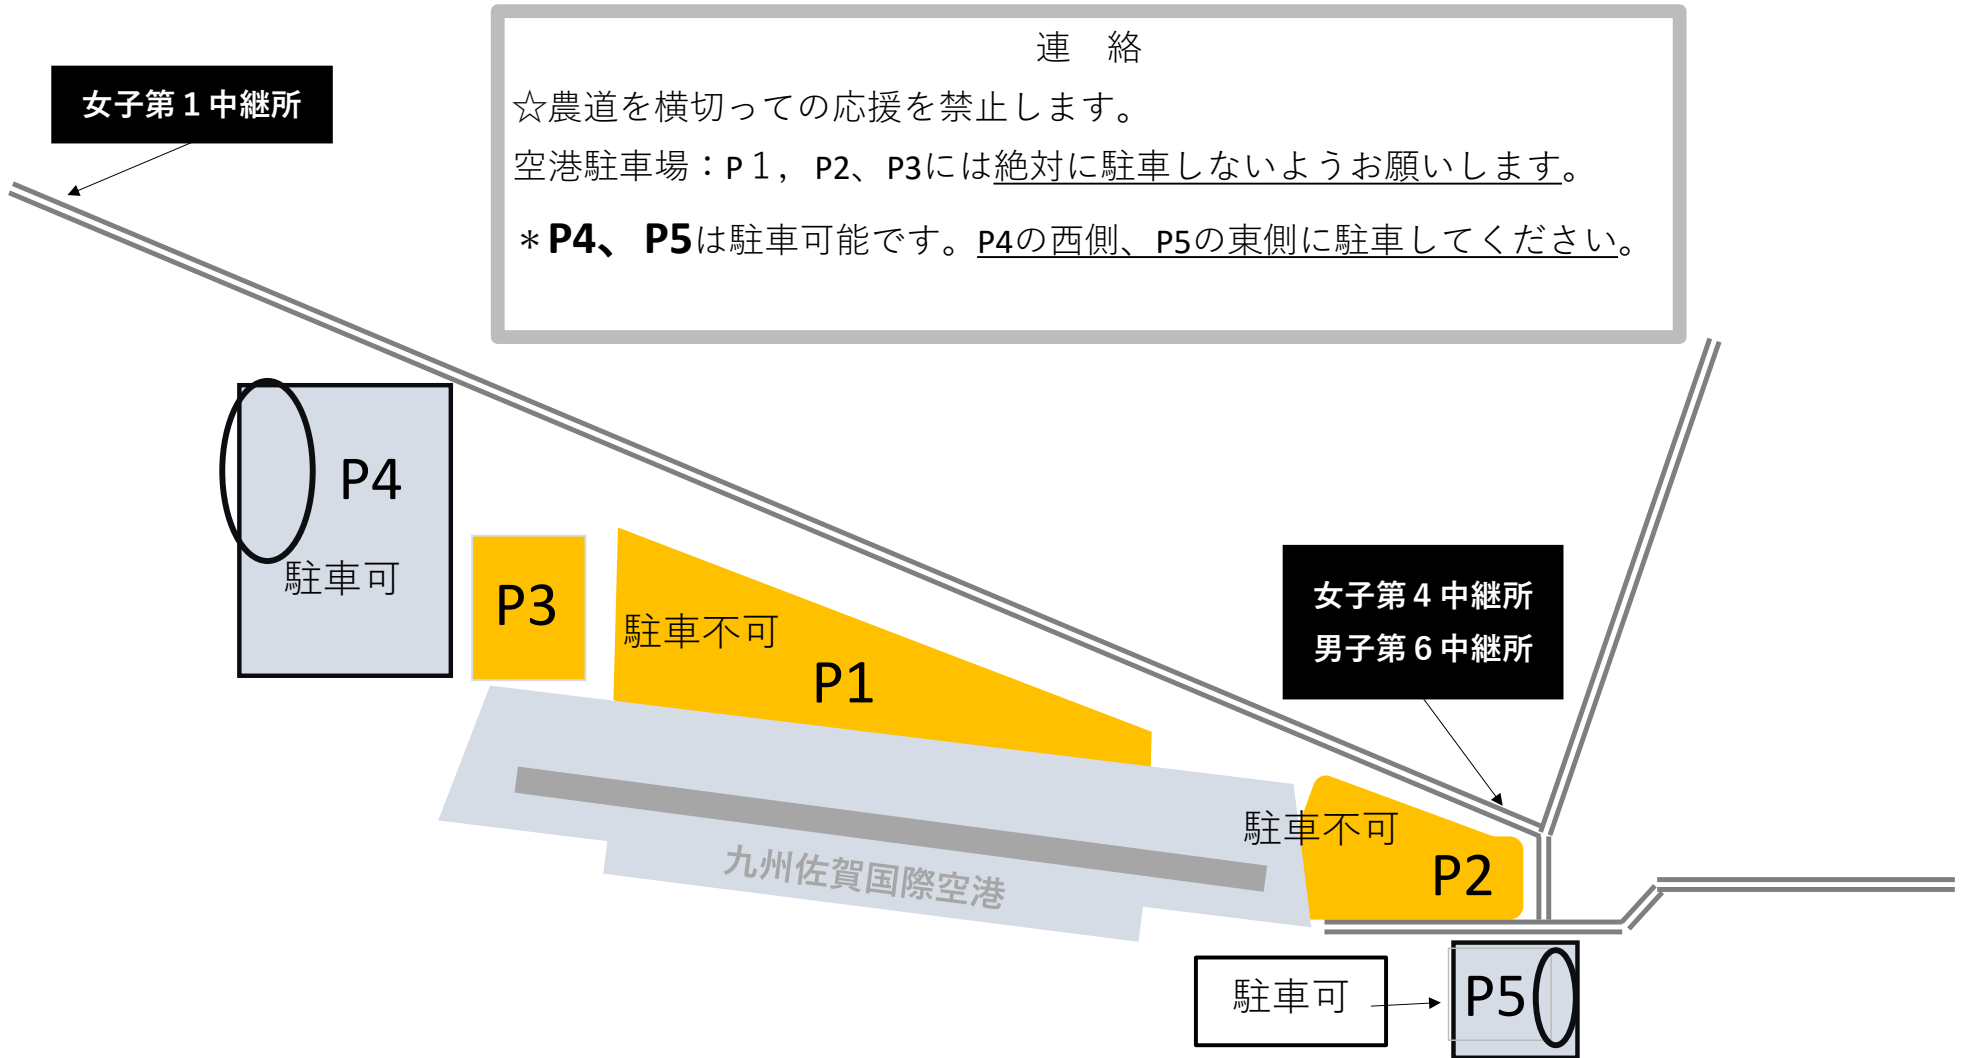 連　絡
☆農道を横切っての応援を禁止します。
空港駐車場：P１，P2、P3には絶対に駐車しないようお願いします。
＊P4、P5は駐車可能です。P4の西側、P5の東側に駐車してください。
女子第１中継所
P4
駐車可
P3
駐車不可
P1
女子第４中継所
男子第６中継所
駐車不可
P2
九州佐賀国際空港
駐車可
P5